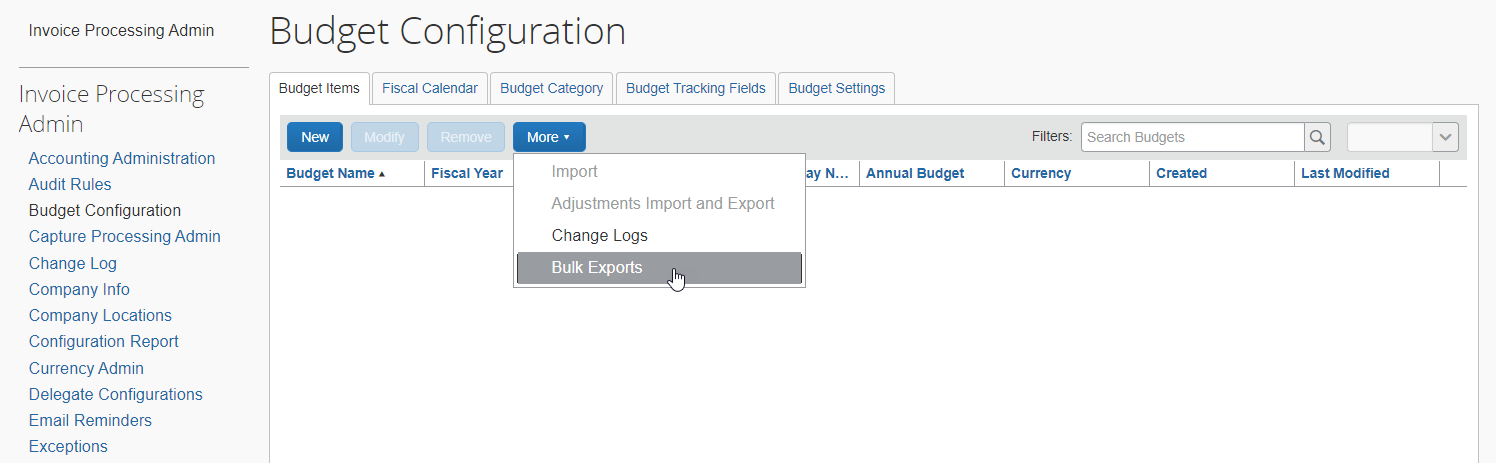 Invoice Processing Admin
Invoice Processing
Admin
Accounting Administration
Audit Rules
Budget Configuration
Capture Processing Admin
Change Log
Company Info
Company Locations
Configuration Report
Currency Admin
Delegate Configurations
Email Reminders
Exceptions
Budget Configuration
Budget Items Fiscal Calendar Budget Category Budget Tracking Fields Budget Settings
New Modify Remove More Filters: Search Budgets
Budget Name Fiscal Year ay N... Annual Budget Currency Created Last Modified
Import
Adjustments Import and Export
Change Logs
Bulk Exports